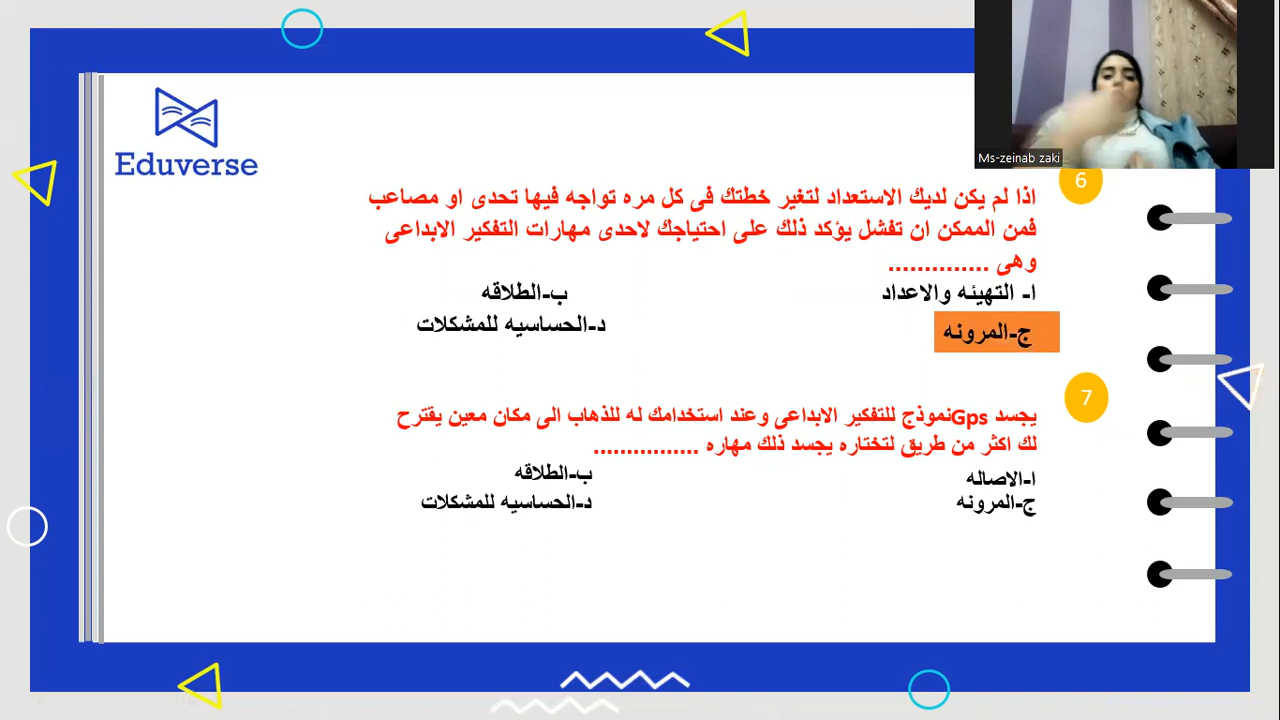 Eduverse
Ms-zeinab zaki
6
اذا لم يكن لديك الاستعداد لتغير خطتك فى كل مره تواجه فيها تحدى او مصاعب
فمن الممكن ان تفشل يؤكد ذلك على احتياجك لاحدى مهارات التفكير الابداعى
وهى ..............
ا- التهيئه والاعداد
ب-الطلاقه
ج-المرونه
د-الحساسيه للمشكلات
7
يجسد Gpsنموذج للتفكير الابداعى وعند استخدامك له للذهاب الى مكان معين يقترح
لك اكثر من طريق لتختاره يجسد ذلك مهاره ................
ا-الاصاله
ب-الطلاقه
ج-المرونه
د-الحساسيه للمشكلات